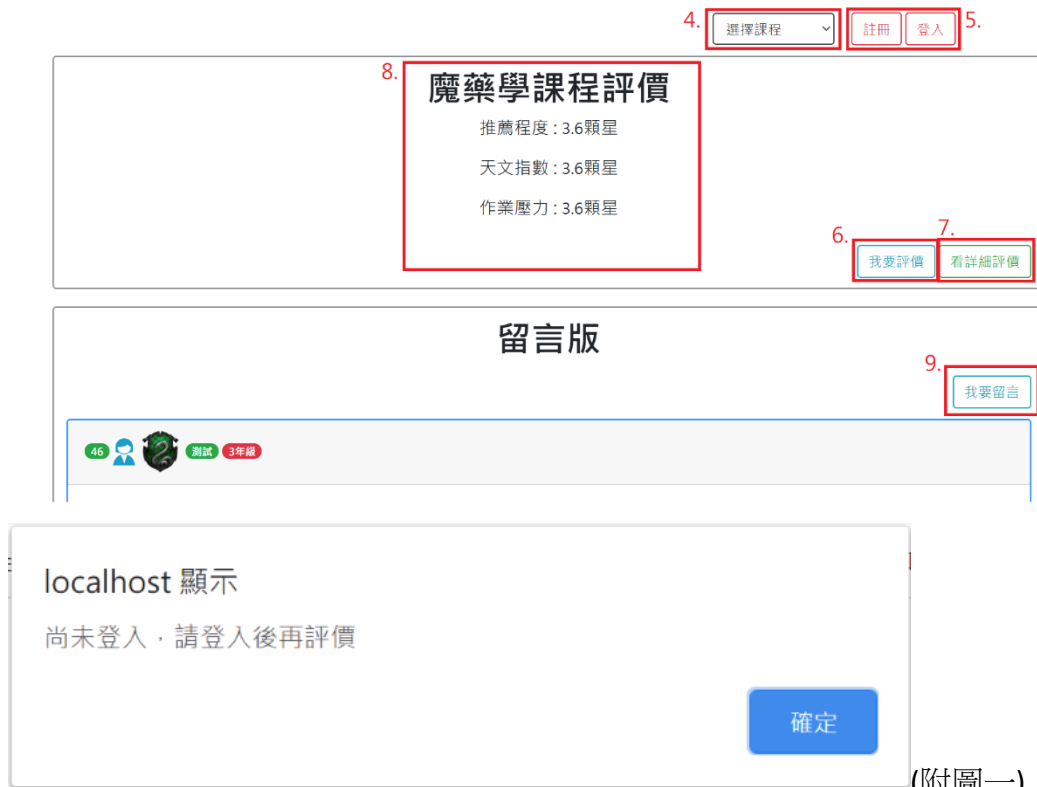 4. 選擇課程 註冊 登入 5.
8. 魔藥學課程評價
推薦程度 : 3.6顆星
天文指數 : 3.6顆星
作業壓力 : 3.6顆星
6. 我要評價 7. 看詳細評價
留言版
9. 我要留言
46 測試 3年級
localhost 顯示
尚未登入，請登入後再評價
確定
(附圖一)